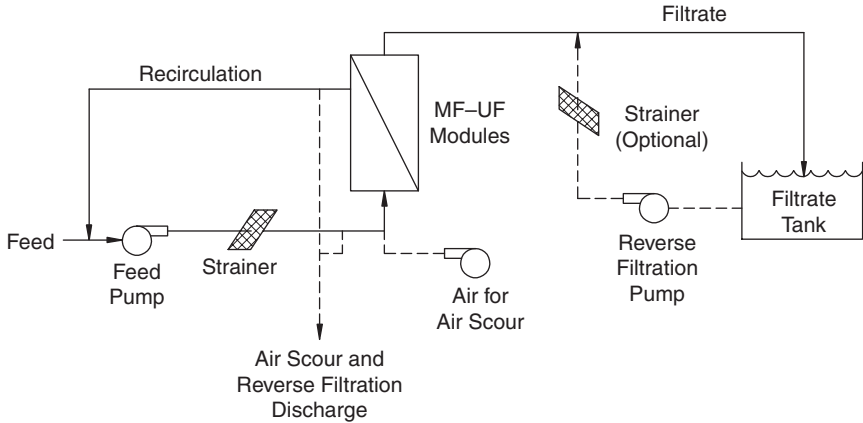 Filtrate
Recirculation
MF–UF
Modules
Strainer
(Optional)
Filtrate
Tank
Feed
Feed
Pump
Strainer
Reverse
Filtration
Pump
Air for
Air Scour
Air Scour and
Reverse Filtration
Discharge